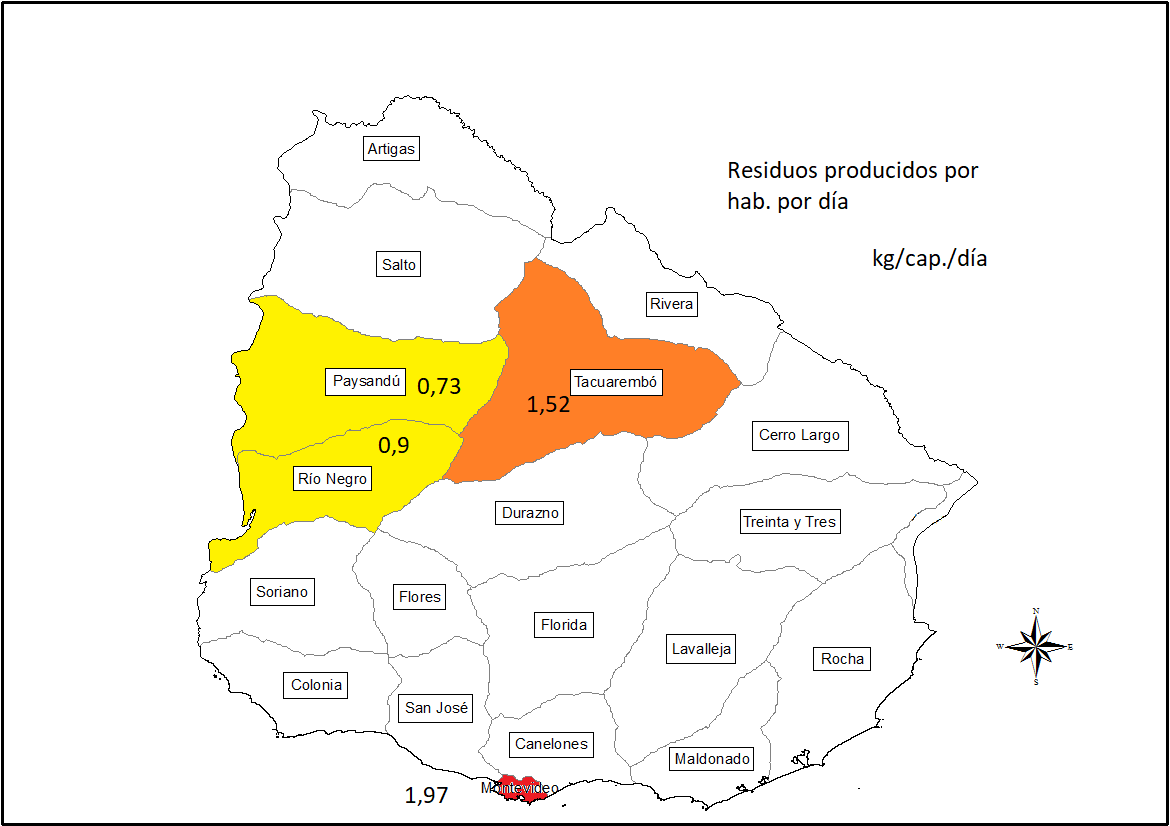 Artigas
Residuos producidos por
hab. por día
kg/cap./día
Salto
Rivera
Paysandú
0,73
Tacuarembó
1,52
Cerro Largo
0,9
Río Negro
Durazno
Treinta y Tres
Soriano
Flores
Florida
N
W
E
S
Lavalleja
Rocha
Colonia
San José
Canelones
Maldonado
Montevideo
1,97